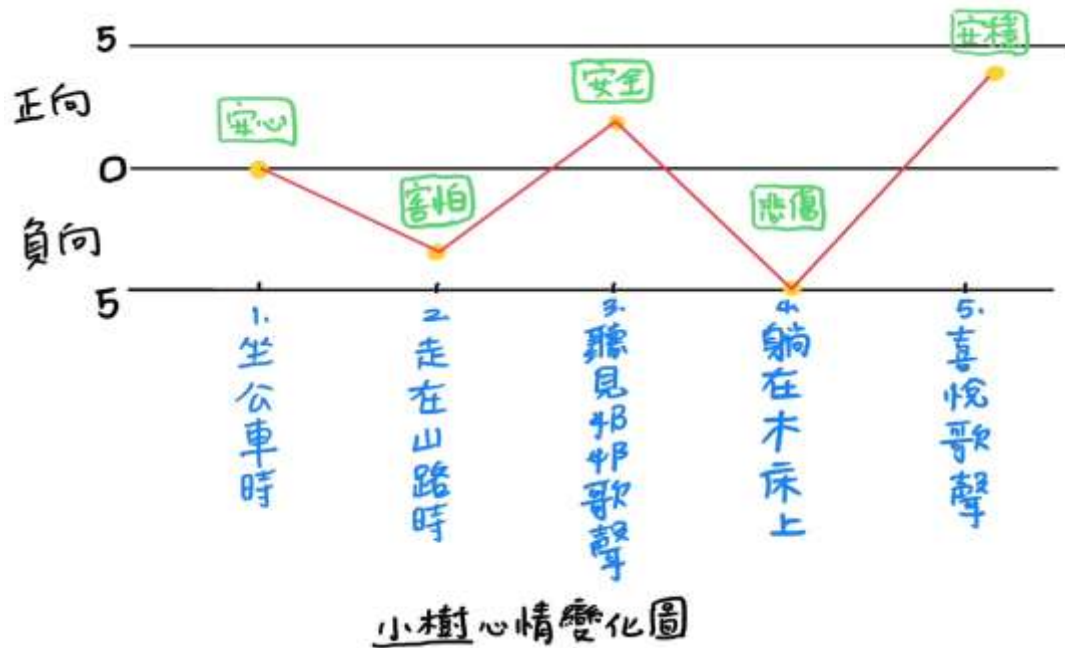 5
正向
0
負向
5
安心
害怕
安全
悲傷
安穩
1.坐公車時
2.走在山路時
3.聽見邨邨歌聲
4.躺在木床上
5.喜悅歌聲
小樹心情變化圖